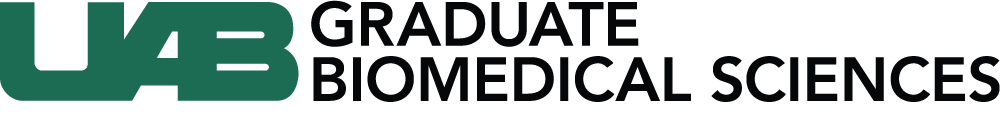 UAB GRADUATE
BIOMEDICAL SCIENCES